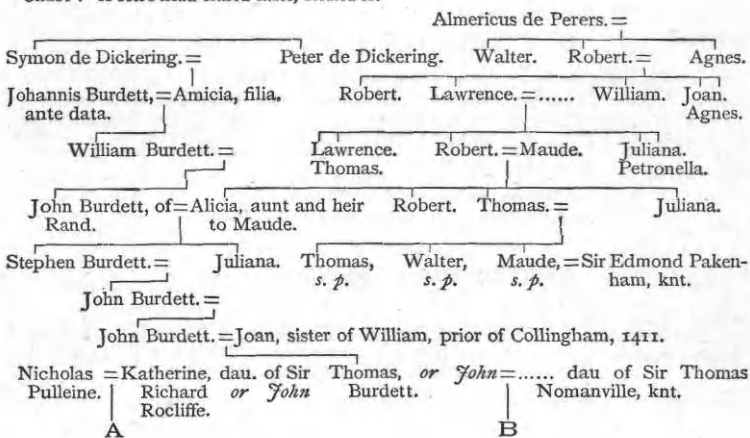 Almericus de Perers.=
Symon de Dickering.= Peter de Dickering. Walter. Robert.= Agnes.
Johannis Burdett,=Amicia, filia. Robert. Lawrence.=...... William. Joan.
ante data. Agnes.
William Burdett.= Lawrence. Robert.=Maude. Juliana.
Thomas. Petronella.
John Burdett, of=Alicia, aunt and heir Robert. Thomas.= Juliana.
Rand. to Maude.
Stephen Burdett.= Juliana. Thomas, Walter, Maude,=Sir Edmond Paken-
s. p. s. p. s. p. ham, knt.
John Burdett.=
John Burdett.=Joan, sister of William, prior of Collingham, 1411.
Nicholas =Katherine, dau. of Sir Thomas, or John=...... dau of Sir Thomas
Pulleine. Richard or John Burdett. Nomanville, knt.
Rocliffe.
A B